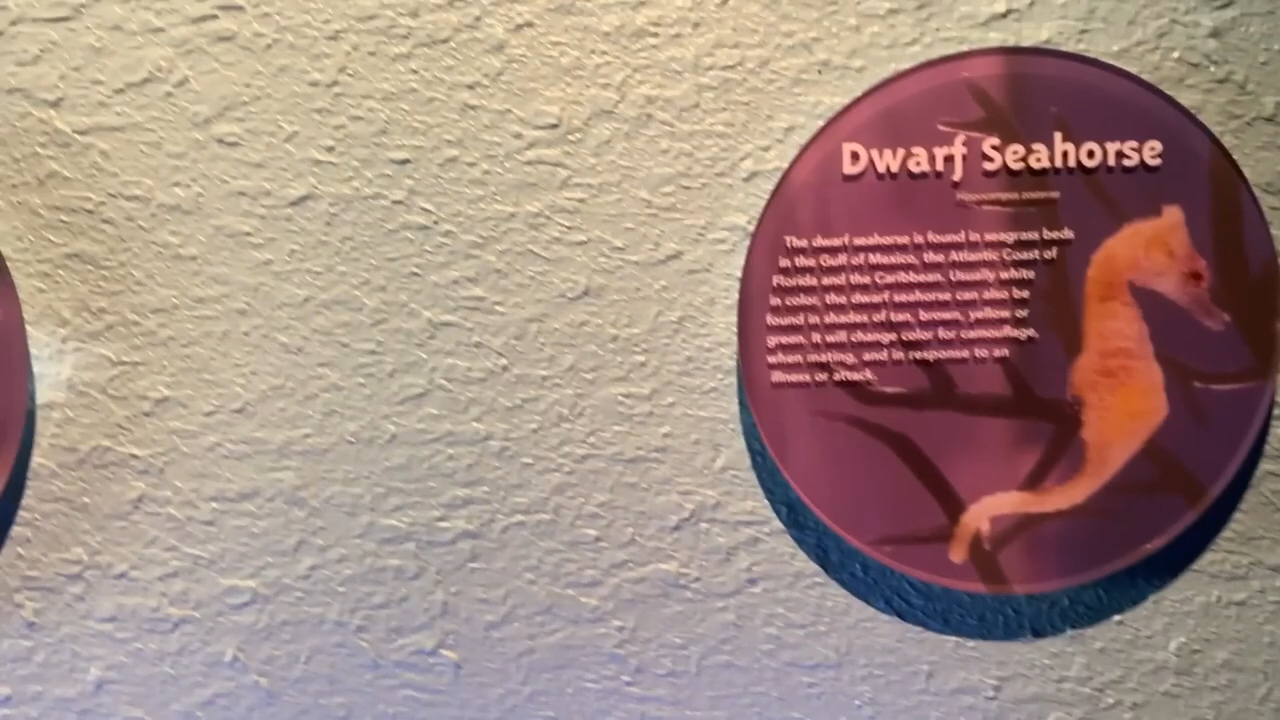 Dwarf Seahorse
Hippocampus zosterae
The dwarf seahorse is found in seagrass beds
in the Gulf of Mexico, the Atlantic Coast of
Florida and the Caribbean. Usually white
in color, the dwarf seahorse can also be
found in shades of tan, brown, yellow or
green. It will change color for camouflage,
when mating, and in response to an
illness or attack.